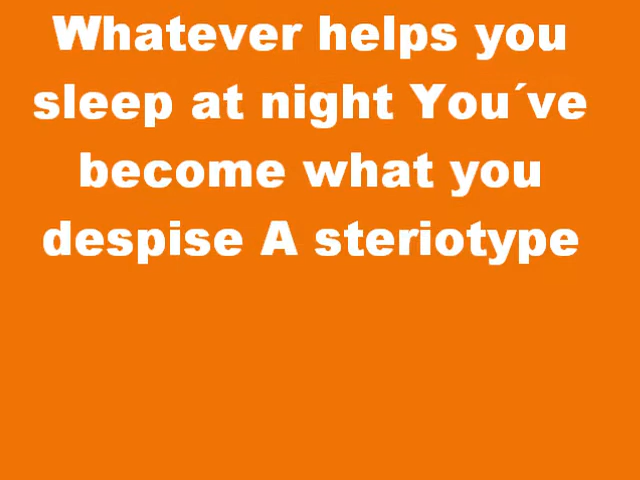 Whatever helps you
sleep at night You´ve
become what you
despise A steriotype